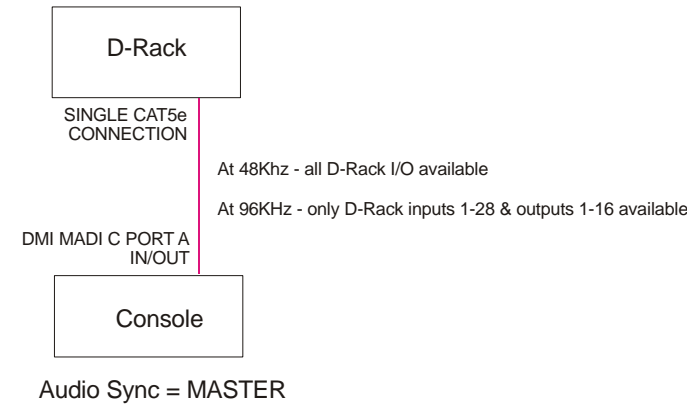 D-Rack
SINGLE CAT5e
CONNECTION
At 48Khz - all D-Rack I/O available
At 96KHz - only D-Rack inputs 1-28 & outputs 1-16 available
DMI MADI C PORT A
IN/OUT
Console
Audio Sync = MASTER